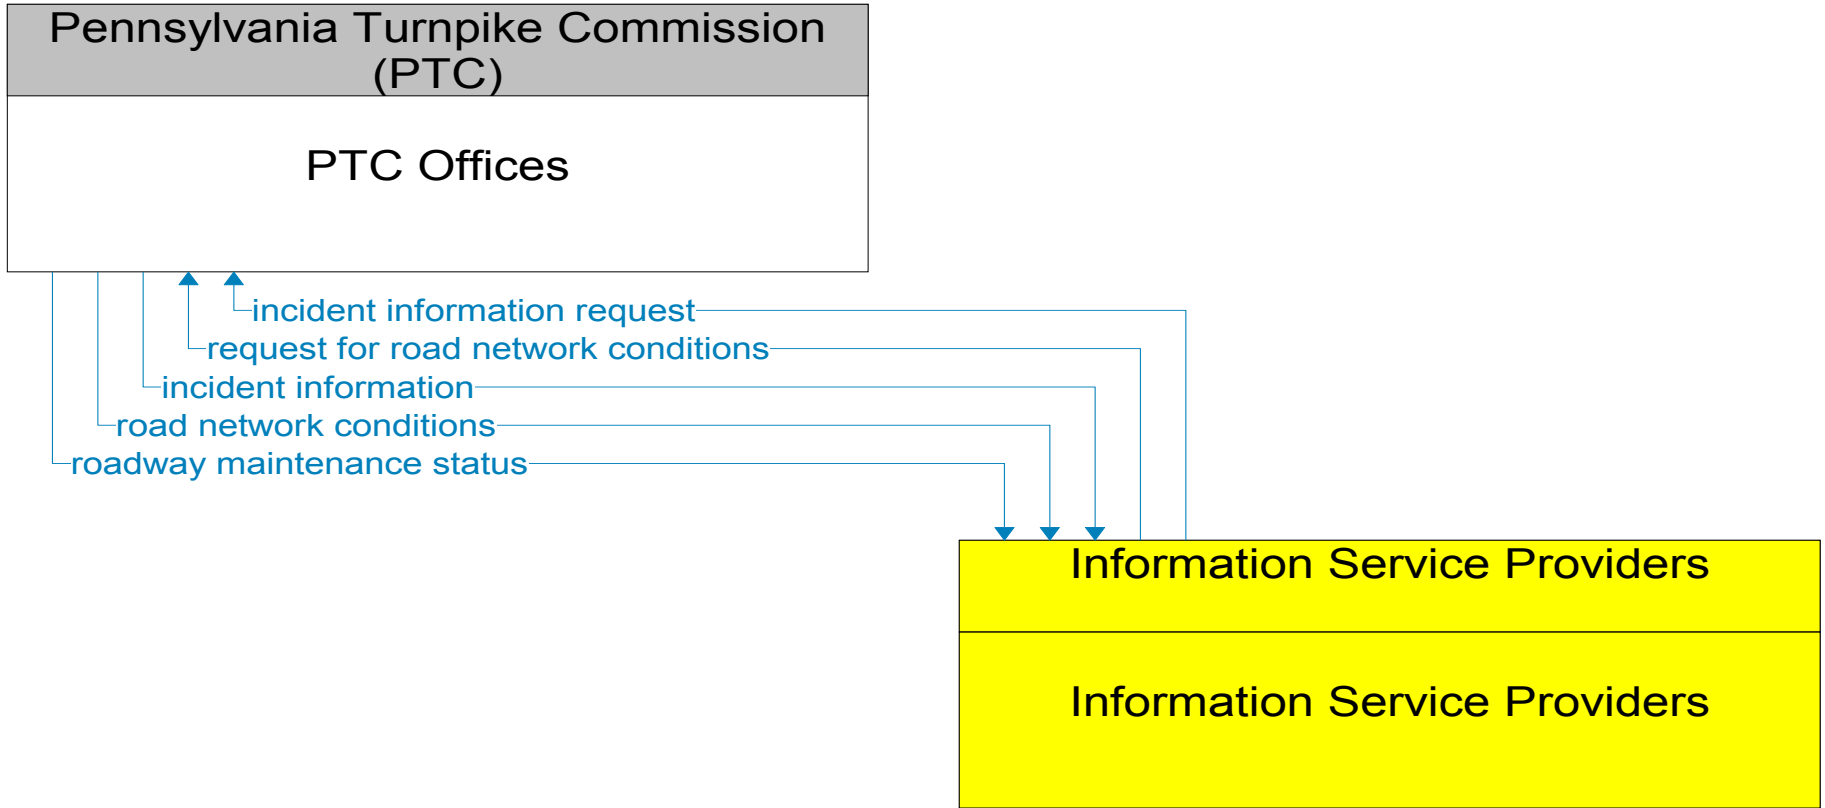 Pennsylvania Turnpike Commission
(PTC)
PTC Offices
incident information request
request for road network conditions
incident information
road network conditions
roadway maintenance status
Information Service Providers
Information Service Providers